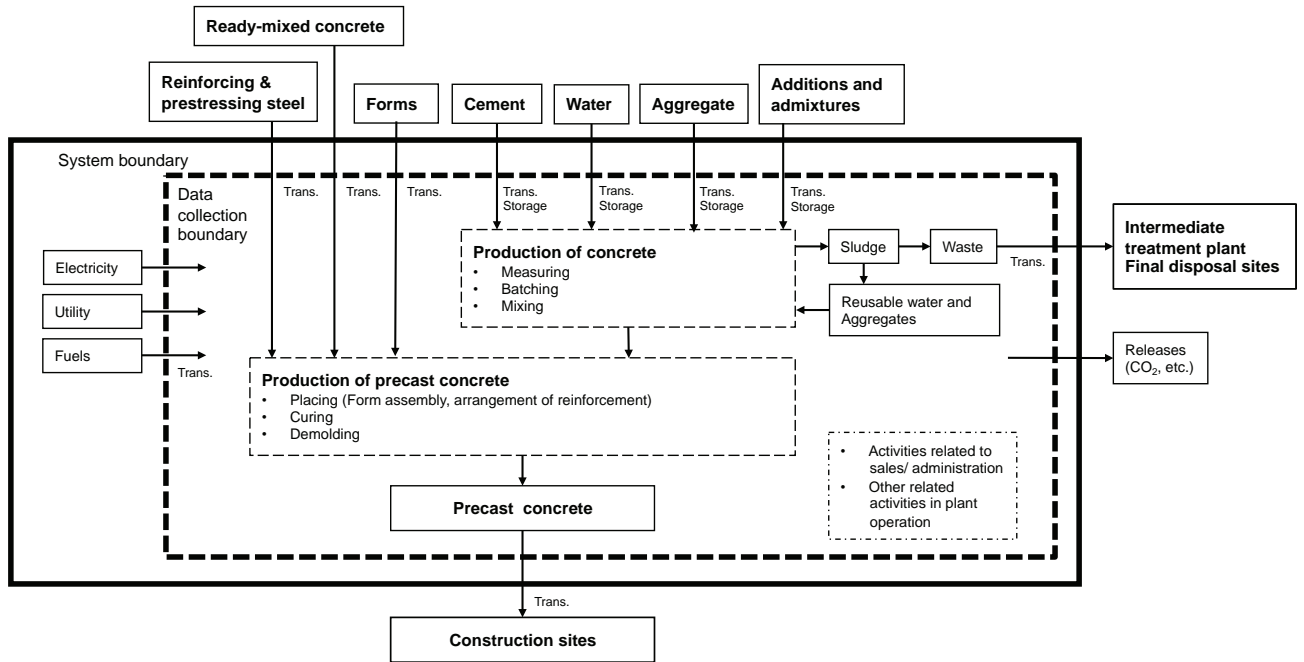 Ready-mixed concrete
Reinforcing &
prestressing steel
Forms
Cement
Water
Aggregate
Additions and
admixtures
System boundary
Data
collection
boundary
Trans.
Trans.
Trans.
Trans.
Storage
Trans.
Storage
Trans.
Storage
Trans.
Storage
Electricity
Utility
Fuels
Trans.
Production of concrete
• Measuring
• Batching
• Mixing
Sludge
Waste
Trans.
Reusable water and
Aggregates
Intermediate
treatment plant
Final disposal sites
Releases
(CO₂, etc.)
Production of precast concrete
• Placing (Form assembly, arrangement of reinforcement)
• Curing
• Demolding
• Activities related to
sales/ administration
• Other related
activities in plant
operation
Precast concrete
Trans.
Construction sites